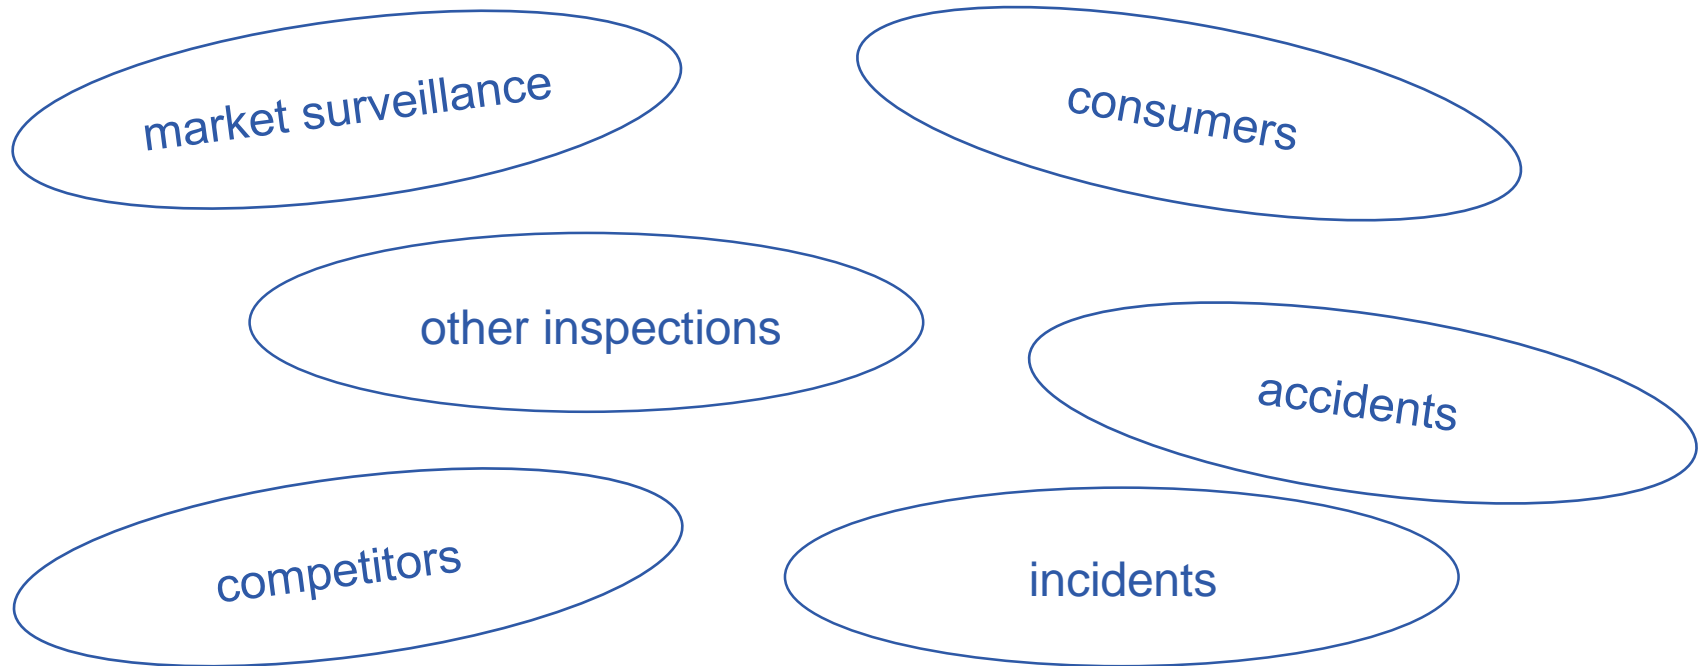 market surveillance
consumers
other inspections
accidents
competitors
incidents